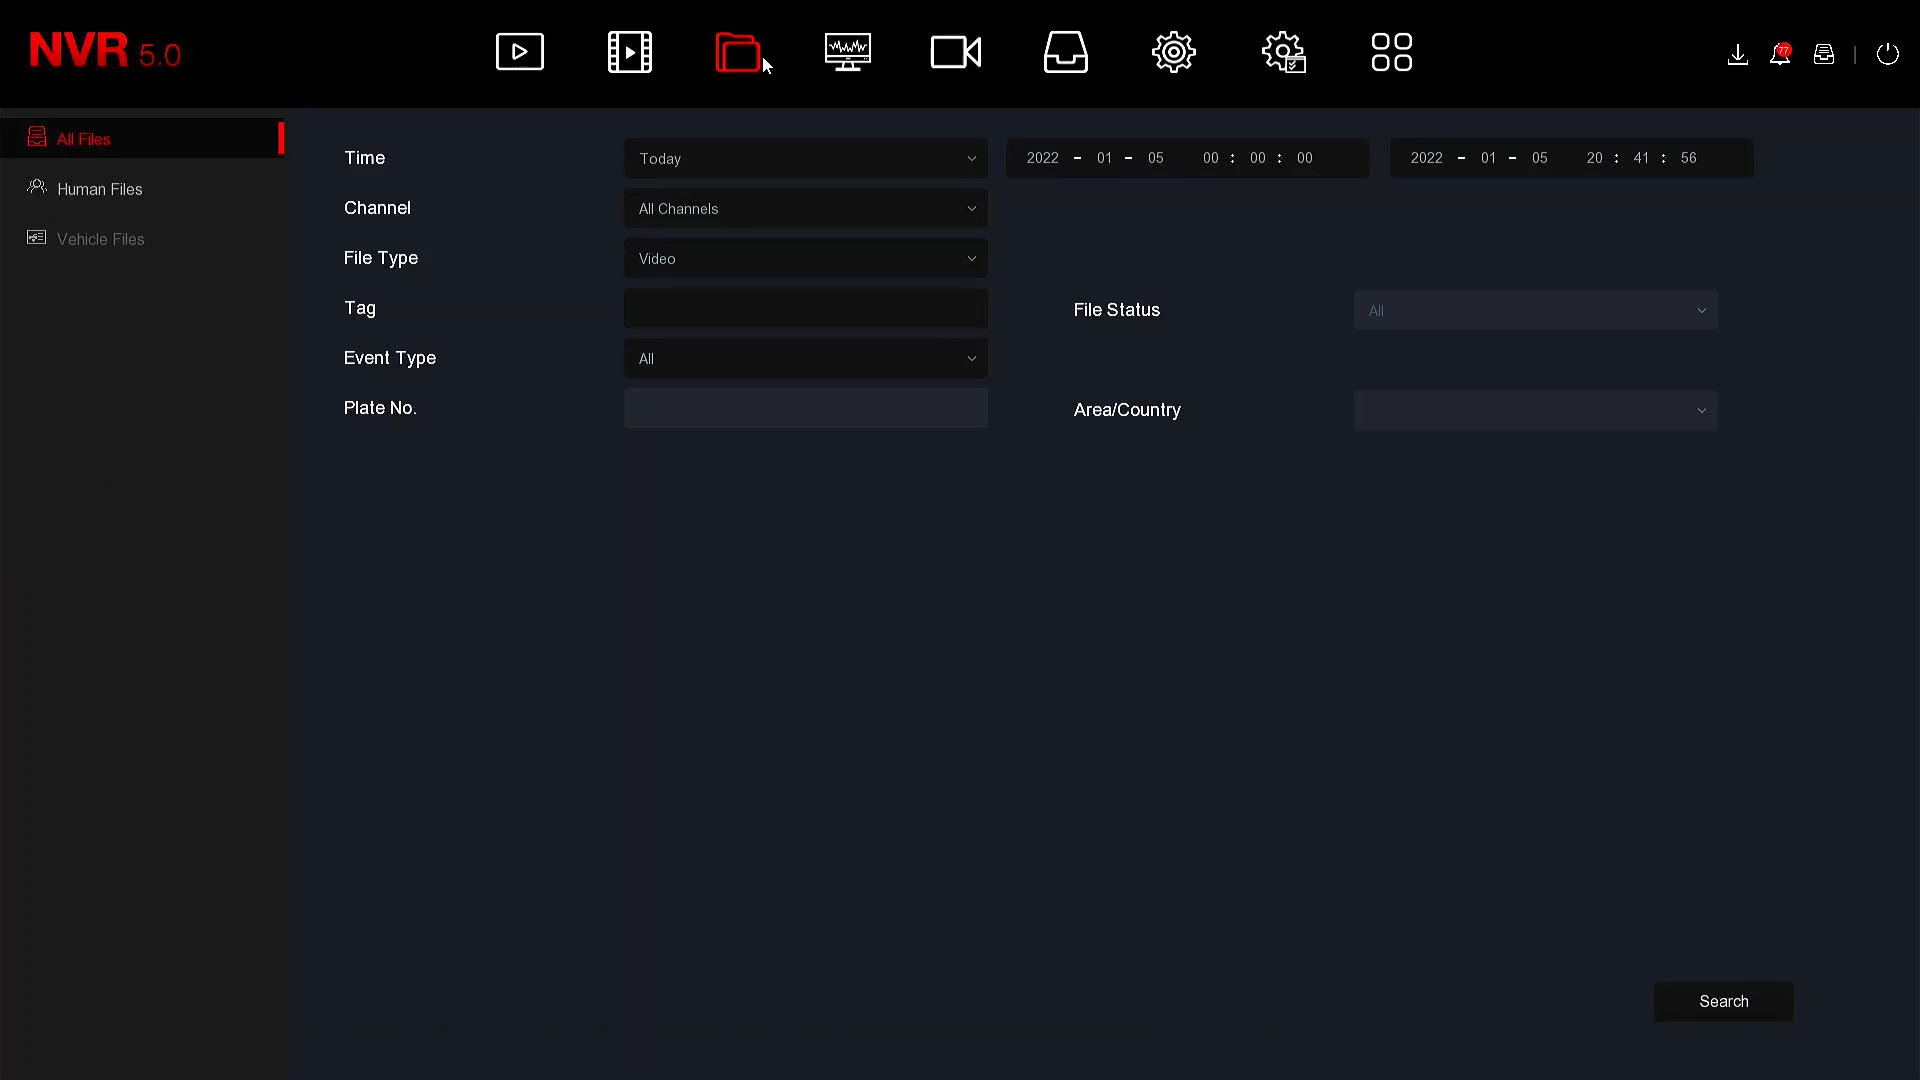 NVR 5.0
77
All Files
Human Files
Vehicle Files
Time Today 2022 - 01 - 05 00 : 00 : 00 2022 - 01 - 05 20 : 41 : 56
Channel All Channels
File Type Video
Tag File Status All
Event Type All
Plate No. Area/Country
Search